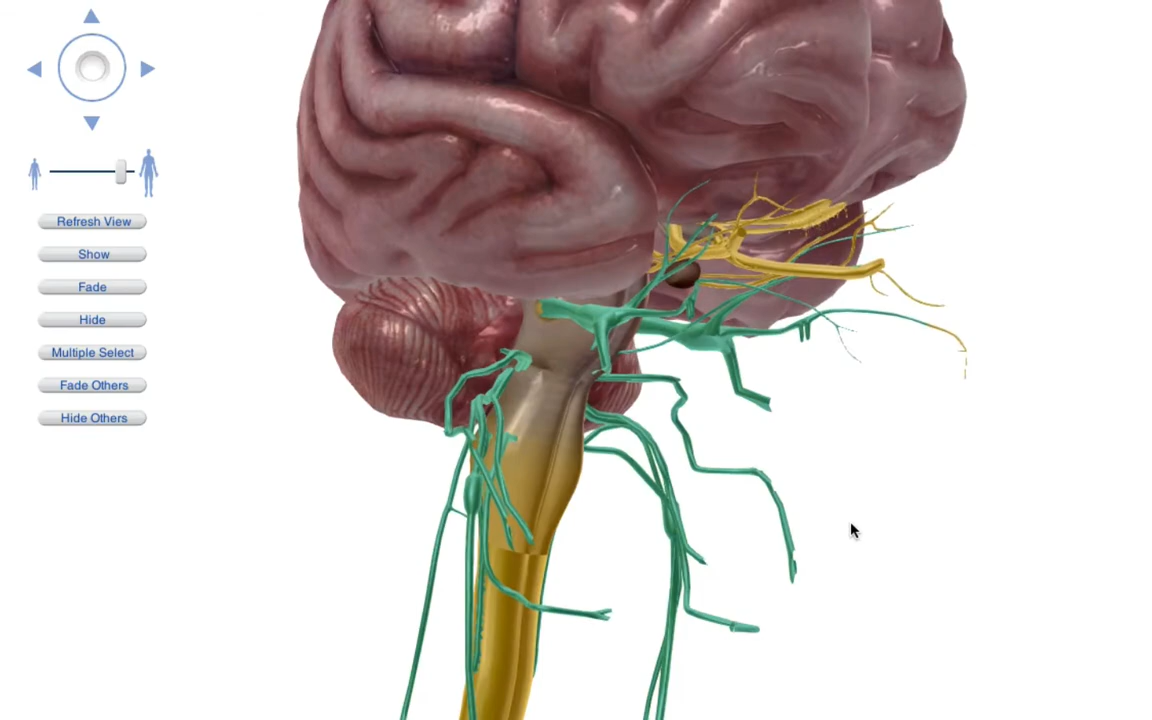 Refresh View
Show
Fade
Hide
Multiple Select
Fade Others
Hide Others